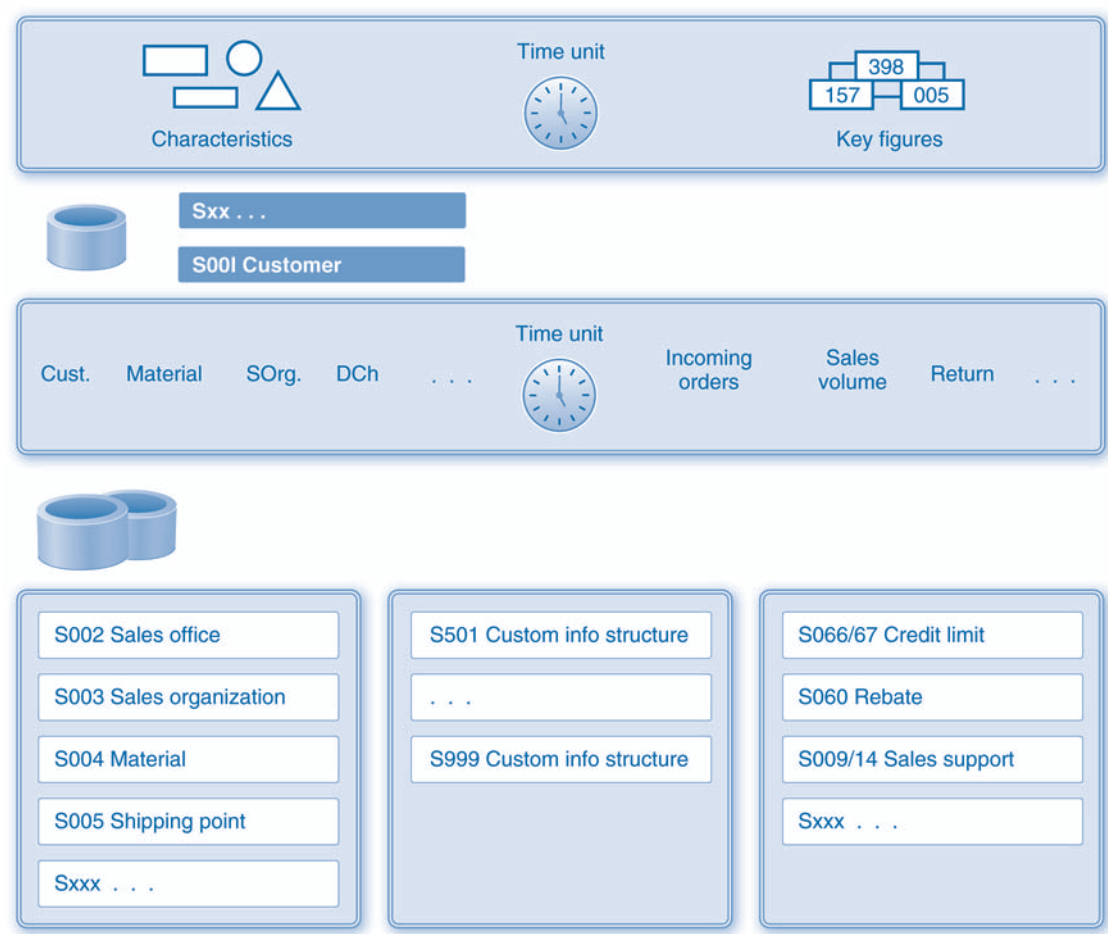 Time unit
398
157
005
Characteristics
Key figures
Sxx . . .
S00I Customer
Time unit
Cust.
Material
SOrg.
DCh
. . .
Incoming
orders
Sales
volume
Return
. . .
S002 Sales office
S003 Sales organization
S004 Material
S005 Shipping point
Sxxx . . .
S501 Custom info structure
. . .
S999 Custom info structure
S066/67 Credit limit
S060 Rebate
S009/14 Sales support
Sxxx . . .